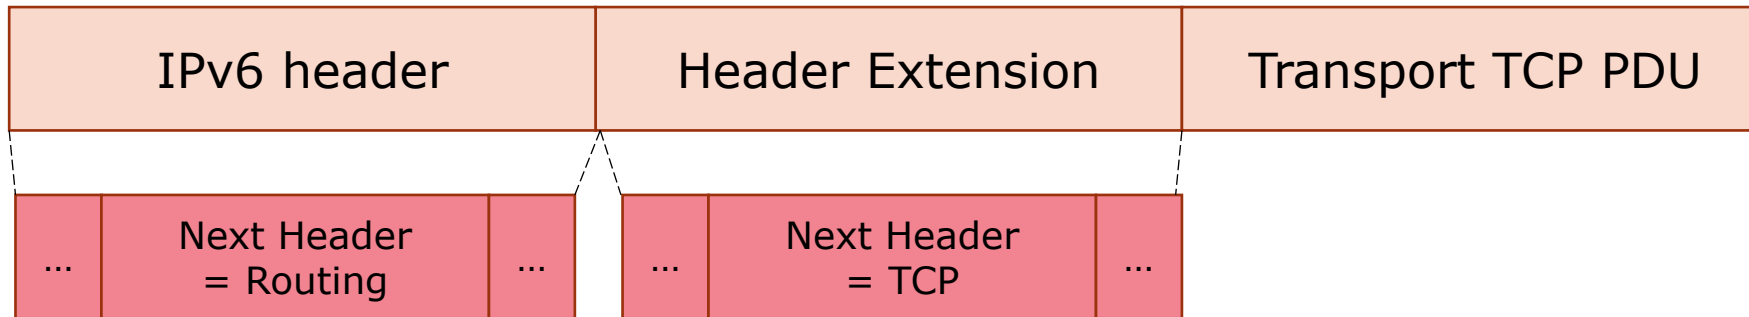 IPv6 header
Header Extension
Transport TCP PDU
...
Next Header
= Routing
...
...
Next Header
= TCP
...